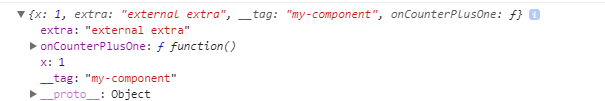 ▼{x: 1, extra: "external extra", __tag: "my-component", onCounterPlusOne: ƒ} i
extra: "external extra"
▶onCounterPlusOne: ƒ function()
x: 1
__tag: "my-component"
▶__proto__: Object